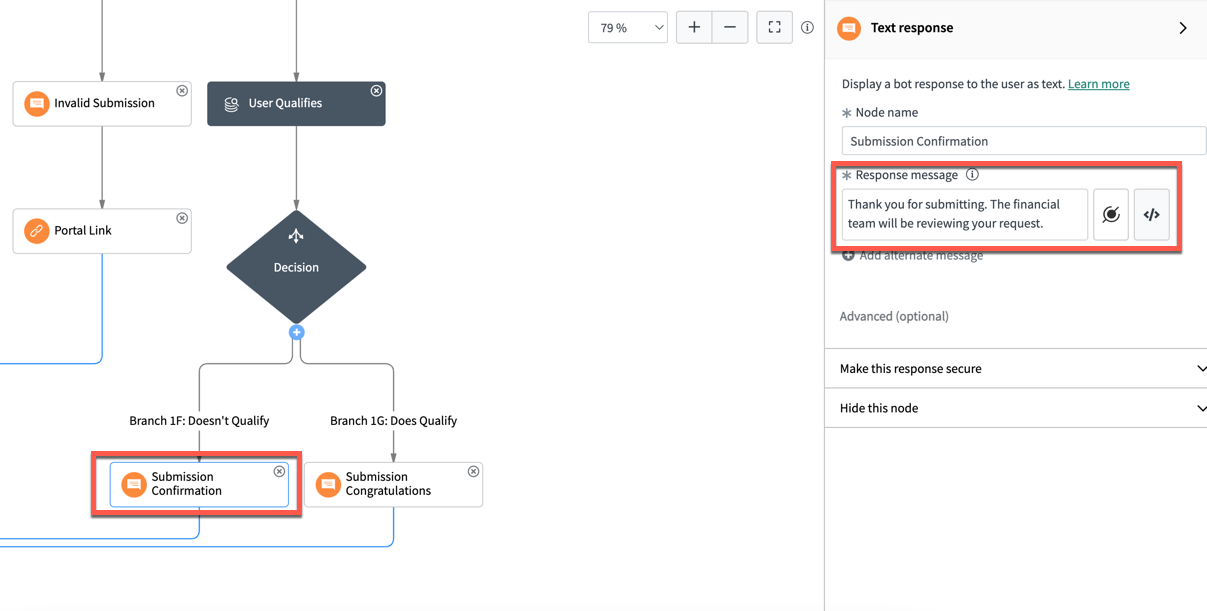 79 %
Invalid Submission
User Qualifies
Portal Link
Decision
Branch 1F: Doesn't Qualify
Branch 1G: Does Qualify
Submission
Confirmation
Submission
Congratulations
Text response
Display a bot response to the user as text. Learn more
Node name
Submission Confirmation
Response message
Thank you for submitting. The financial
team will be reviewing your request.
Add alternate message
Advanced (optional)
Make this response secure
Hide this node